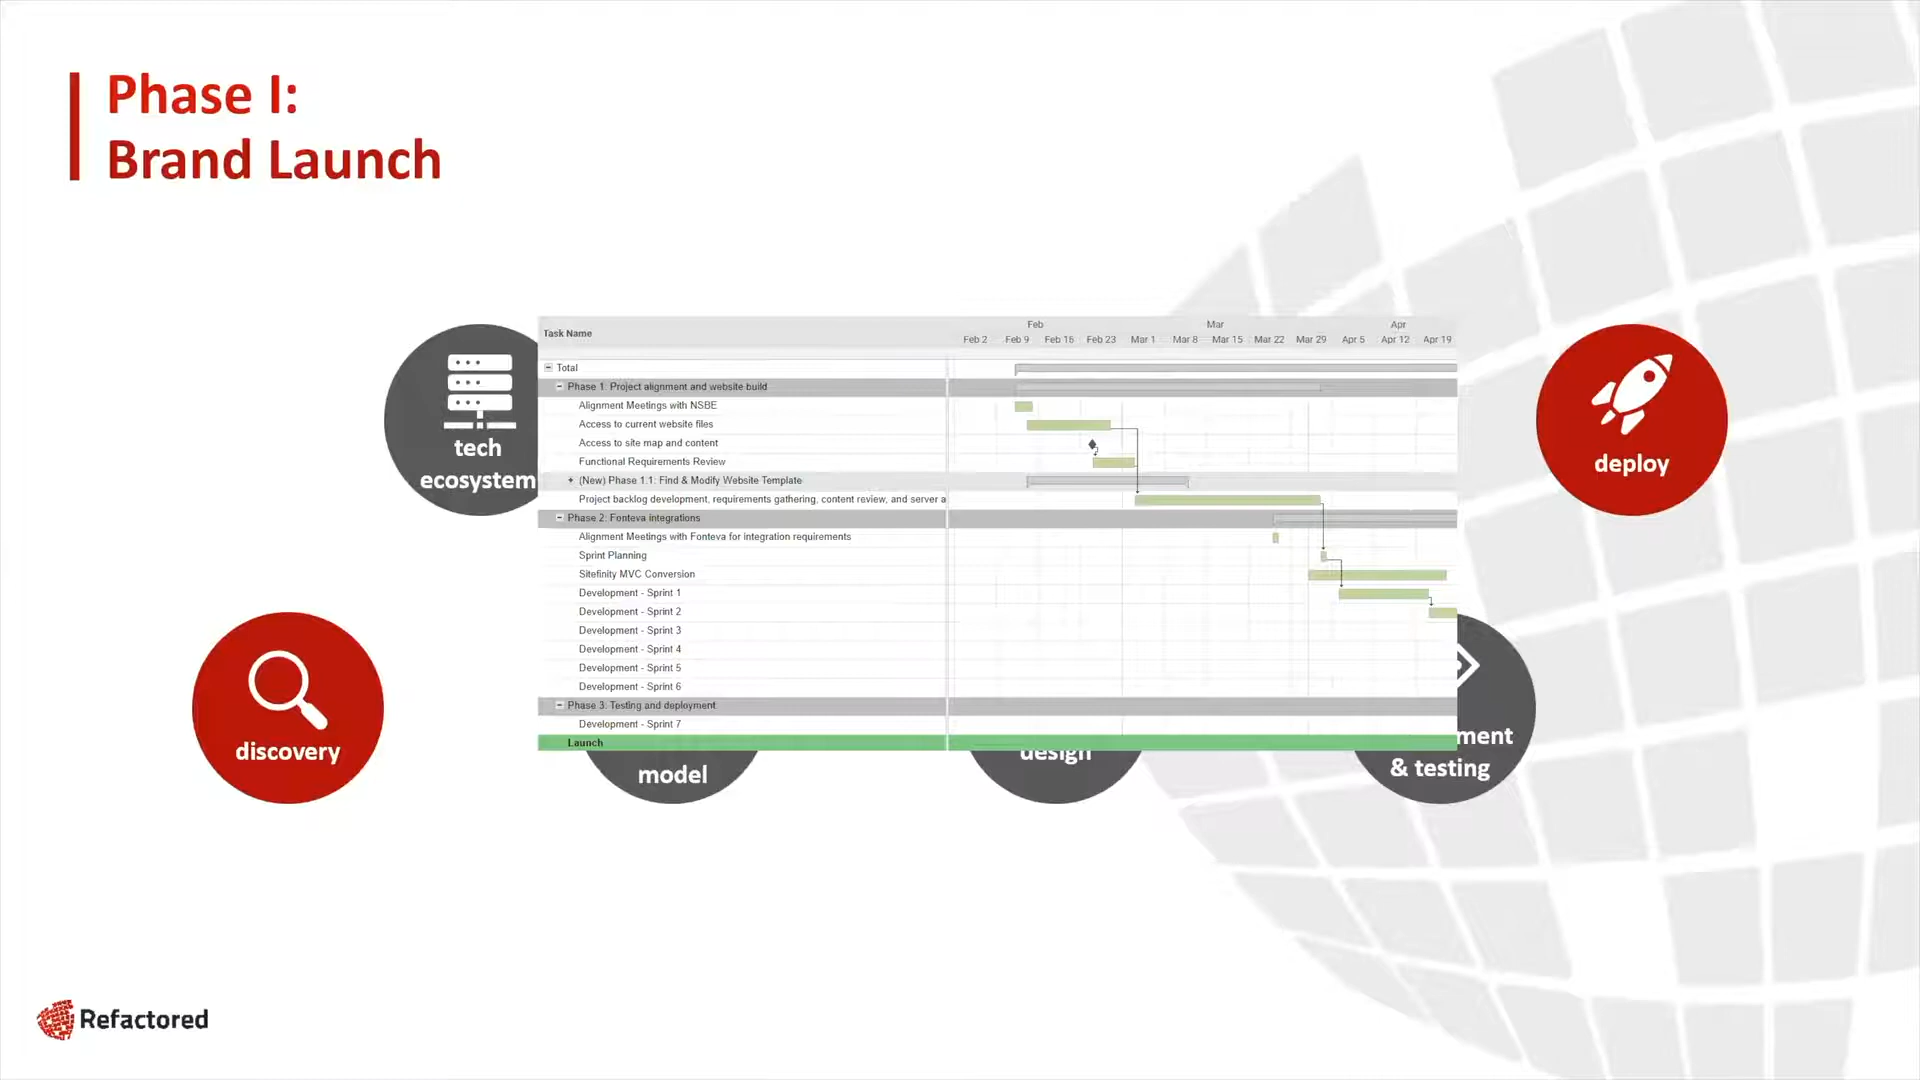 Phase I:
Brand Launch
Task Name
Feb Mar Apr
Feb 2 Feb 9 Feb 16 Feb 23 Mar 1 Mar 8 Mar 15 Mar 22 Mar 29 Apr 5 Apr 12 Apr 19
Total
Phase 1: Project alignment and website build
Alignment Meetings with NSBE
Access to current website files
Access to site map and content
Functional Requirements Review
(New) Phase 1.1: Find & Modify Website Template
Project backlog development, requirements gathering, content review, and server a
Phase 2: Fonteva integrations
Alignment Meetings with Fonteva for integration requirements
Sprint Planning
Sitefinity MVC Conversion
Development - Sprint 1
Development - Sprint 2
Development - Sprint 3
Development - Sprint 4
Development - Sprint 5
Development - Sprint 6
Phase 3: Testing and deployment
Development - Sprint 7
Launch
tech
ecosystem
deploy
discovery
model
design
ment
& testing
Refactored